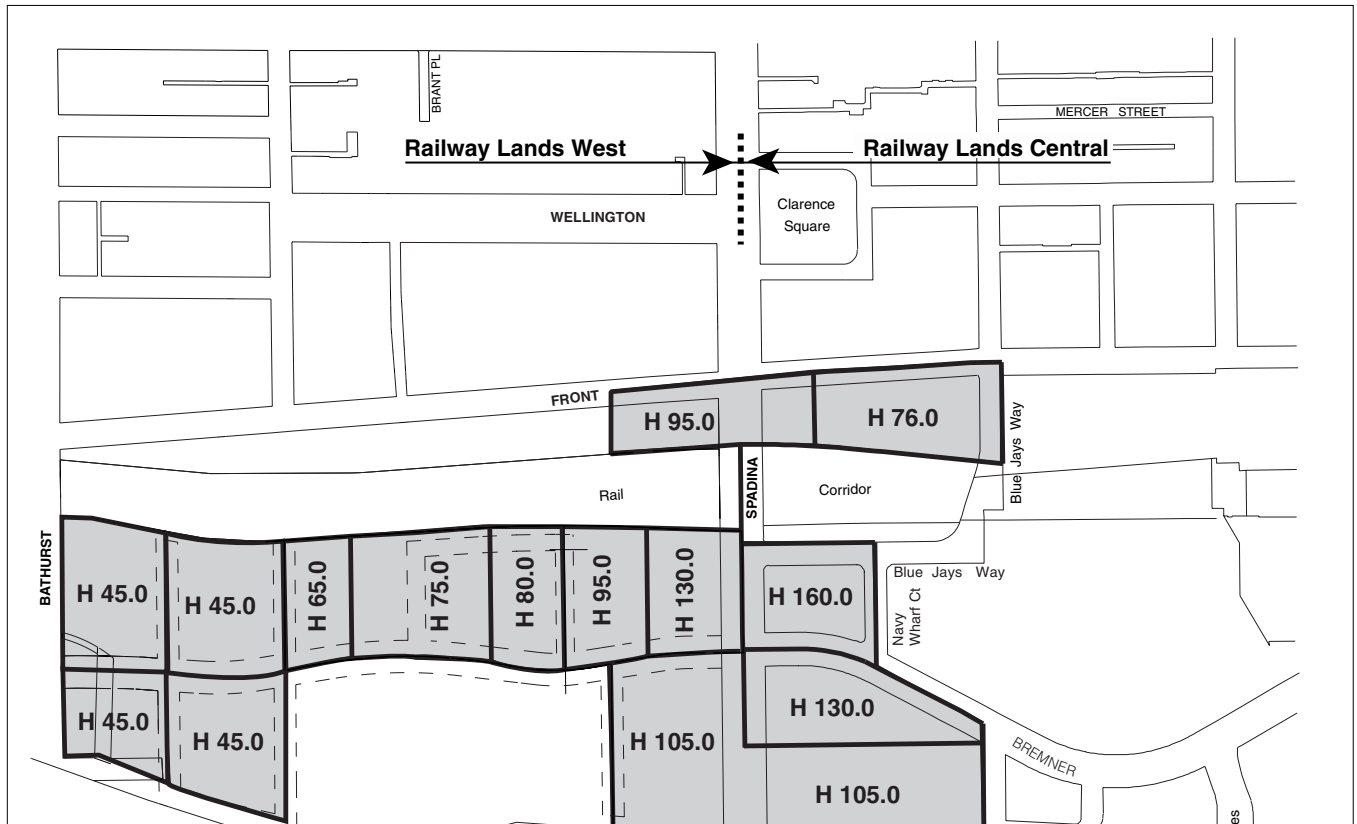 BRANT PL
MERCER STREET
Railway Lands West
Railway Lands Central
Clarence
Square
WELLINGTON
FRONT
H 95.0
H 76.0
Blue Jays Way
SPADINA
Rail
Corridor
BATHURST
H 45.0
H 45.0
H 65.0
H 75.0
H 80.0
H 95.0
H 130.0
H 160.0
Blue Jays Way
Navy
Wharf Ct
H 45.0
H 45.0
H 105.0
H 130.0
BREMNER
H 105.0